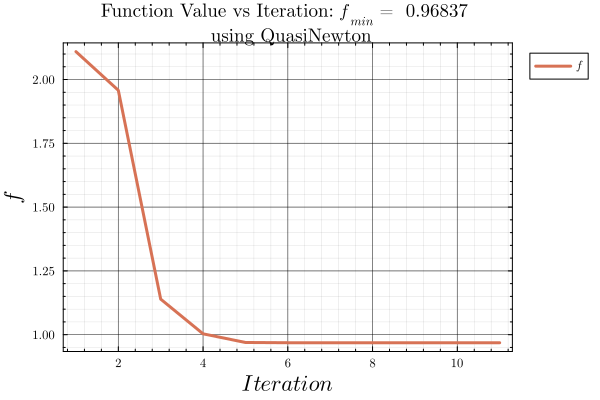 Function Value vs Iteration: f_min = 0.96837
using QuasiNewton
f
2.00
1.75
1.50
1.25
1.00
f
2 4 6 8 10
Iteration